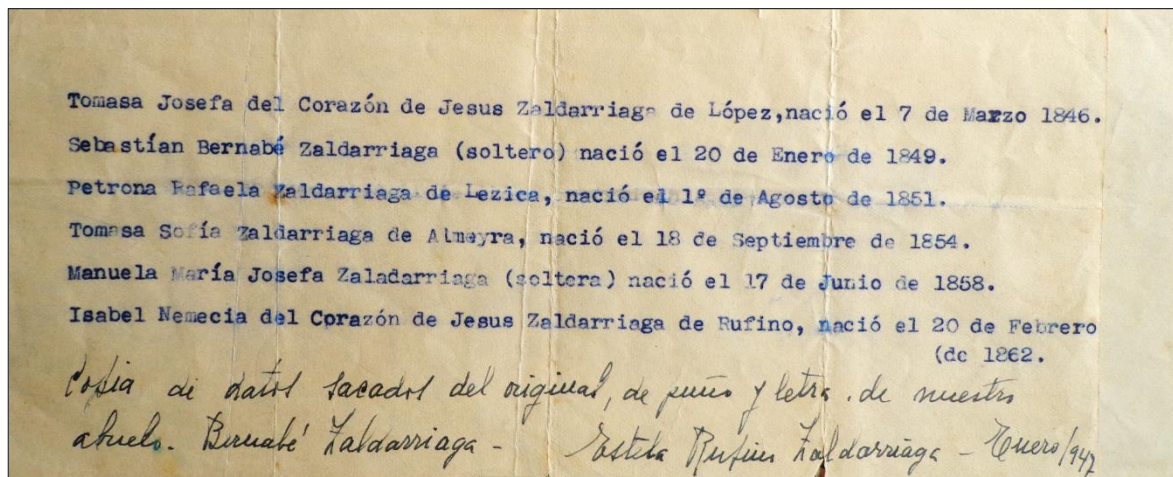 Tomasa Josefa del Corazón de Jesus Zaldarriaga de López,nació el 7 de Marzo 1846.
Sebastían Bernabé Zaldarriaga (soltero) nació el 20 de Enero de 1849.
Petrona Rafaela Zaldarriaga de Lezica, nació el 1º de Agosto de 1851.
Tomasa Sofía Zaldarriaga de Almeyra, nació el 18 de Septiembre de 1854.
Manuela María Josefa Zaladarriaga (soltera) nació el 17 de Junio de 1858.
Isabel Nemecia del Corazón de Jesus Zaldarriaga de Rufino, nació el 20 de Febrero
(de 1862.
Copia de datos sacados del original, de puño y letra. de nuestro
abuelo. Bernabé Zaldarriaga - Estela Rufino Zaldarriaga - Enero/947